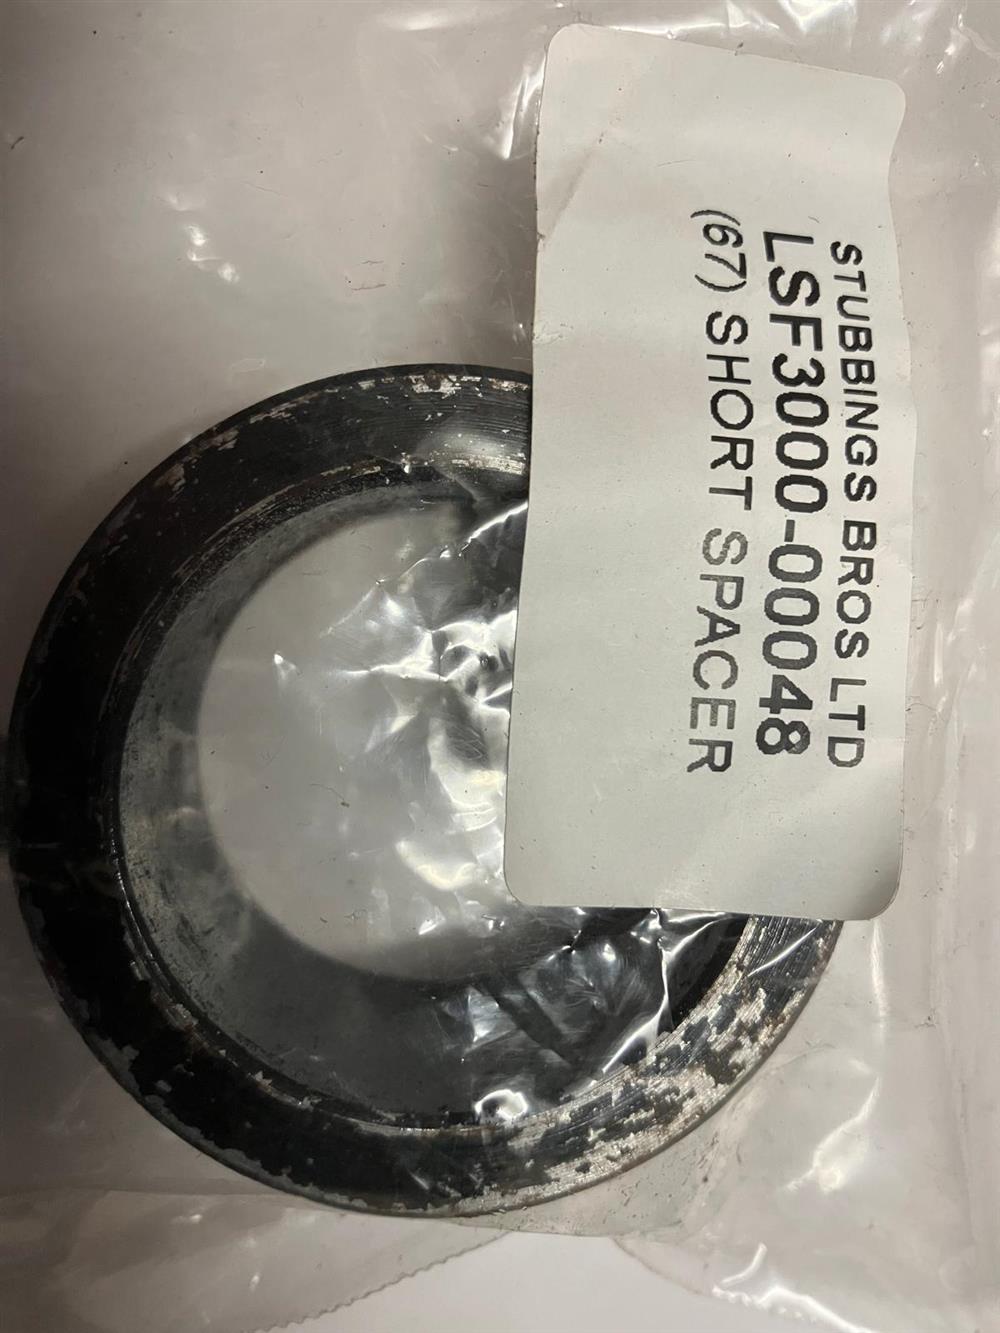 STUBBINGS BROS LTD
LSF3000-00048
(67) SHORT SPACER